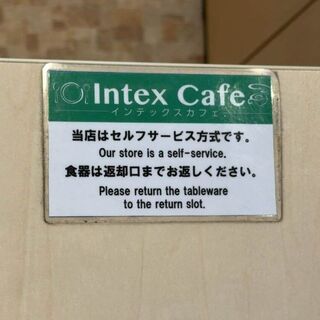 Intex Cafe
インテックスカフェ
当店はセルフサービス方式です。
Our store is a self-service.
食器は返却口までお返しください。
Please return the tableware
to the return slot.